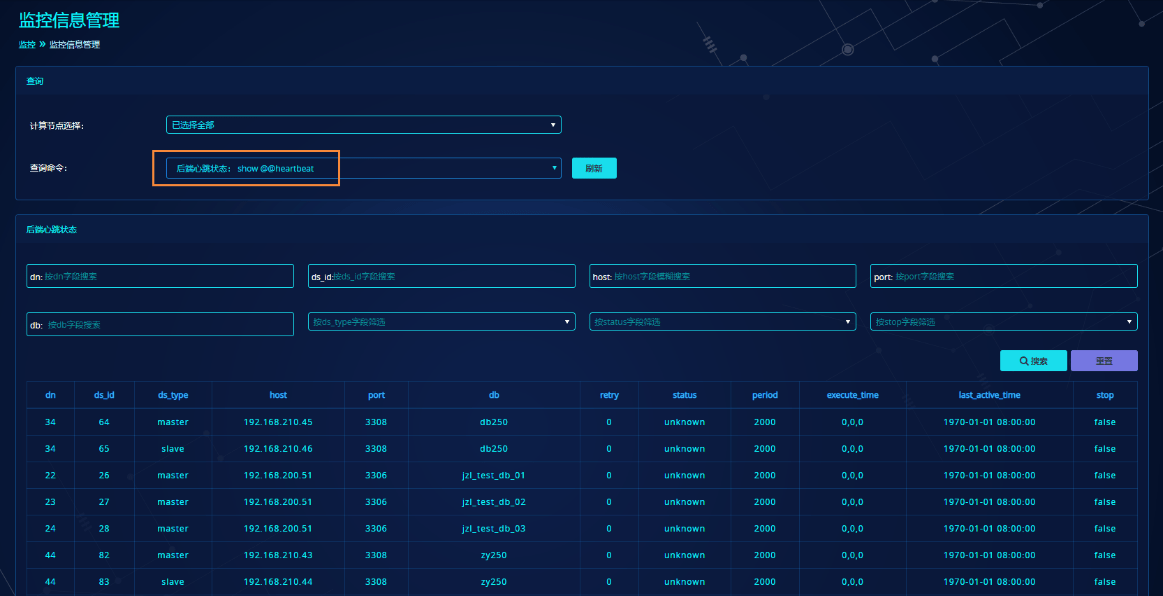 监控信息管理
监控 » 监控信息管理
查询
计算节点选择： 已选择全部
查询命令： 后端心跳状态： show @@heartbeat 刷新
后端心跳状态
dn: 按dn字段搜索 ds_id:按ds_id字段搜索 host: 按host字段模糊搜索 port: 按port字段搜索
db: 按db字段搜索 按ds_type字段筛选 按status字段筛选 按stop字段筛选
搜索 重置
dn ds_id ds_type host port db retry status period execute_time last_active_time stop
34 64 master 192.168.210.45 3308 db250 0 unknown 2000 0,0,0 1970-01-01 08:00:00 false
34 65 slave 192.168.210.46 3308 db250 0 unknown 2000 0,0,0 1970-01-01 08:00:00 false
22 26 master 192.168.200.51 3306 jzl_test_db_01 0 unknown 2000 0,0,0 1970-01-01 08:00:00 false
23 27 master 192.168.200.51 3306 jzl_test_db_02 0 unknown 2000 0,0,0 1970-01-01 08:00:00 false
24 28 master 192.168.200.51 3306 jzl_test_db_03 0 unknown 2000 0,0,0 1970-01-01 08:00:00 false
44 82 master 192.168.210.43 3308 zy250 0 unknown 2000 0,0,0 1970-01-01 08:00:00 false
44 83 slave 192.168.210.44 3308 zy250 0 unknown 2000 0,0,0 1970-01-01 08:00:00 false